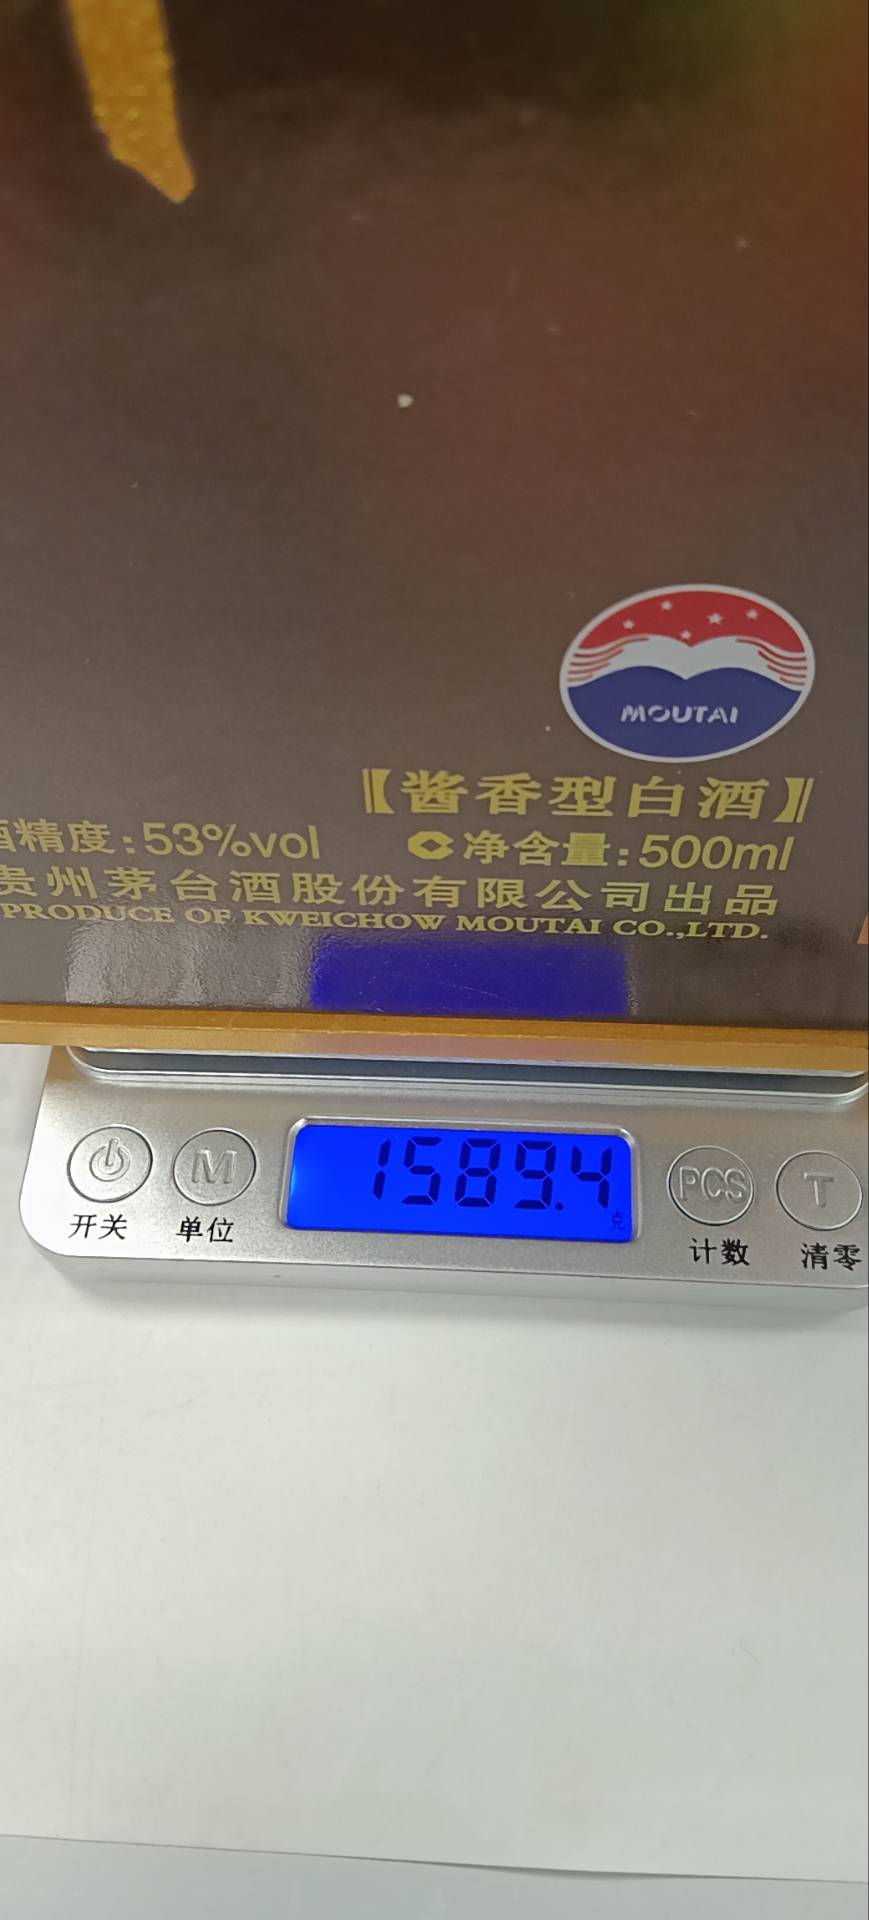 MOUTAI
【酱香型白酒】
酒精度:53%vol 净含量:500ml
贵州茅台酒股份有限公司出品
PRODUCE OF KWEICHOW MOUTAI CO.,LTD.
1589.4
克
M PCS T
开关 单位 计数 清零